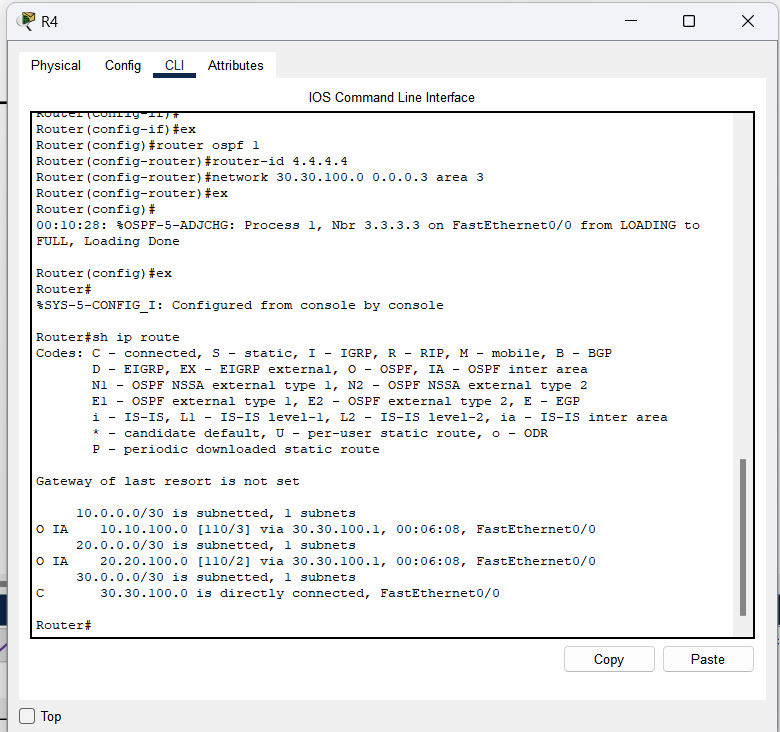 R4
Physical Config CLI Attributes
IOS Command Line Interface
Router(config-if)#
Router(config-if)#ex
Router(config)#router ospf 1
Router(config-router)#router-id 4.4.4.4
Router(config-router)#network 30.30.100.0 0.0.0.3 area 3
Router(config-router)#ex
Router(config)#
00:10:28: %OSPF-5-ADJCHG: Process 1, Nbr 3.3.3.3 on FastEthernet0/0 from LOADING to
FULL, Loading Done
Router(config)#ex
Router#
%SYS-5-CONFIG_I: Configured from console by console
Router#sh ip route
Codes: C - connected, S - static, I - IGRP, R - RIP, M - mobile, B - BGP
D - EIGRP, EX - EIGRP external, O - OSPF, IA - OSPF inter area
N1 - OSPF NSSA external type 1, N2 - OSPF NSSA external type 2
E1 - OSPF external type 1, E2 - OSPF external type 2, E - EGP
i - IS-IS, L1 - IS-IS level-1, L2 - IS-IS level-2, ia - IS-IS inter area
* - candidate default, U - per-user static route, o - ODR
P - periodic downloaded static route
Gateway of last resort is not set
10.0.0.0/30 is subnetted, 1 subnets
O IA 10.10.100.0 [110/3] via 30.30.100.1, 00:06:08, FastEthernet0/0
20.0.0.0/30 is subnetted, 1 subnets
O IA 20.20.100.0 [110/2] via 30.30.100.1, 00:06:08, FastEthernet0/0
30.0.0.0/30 is subnetted, 1 subnets
C 30.30.100.0 is directly connected, FastEthernet0/0
Router#
Copy Paste
Top